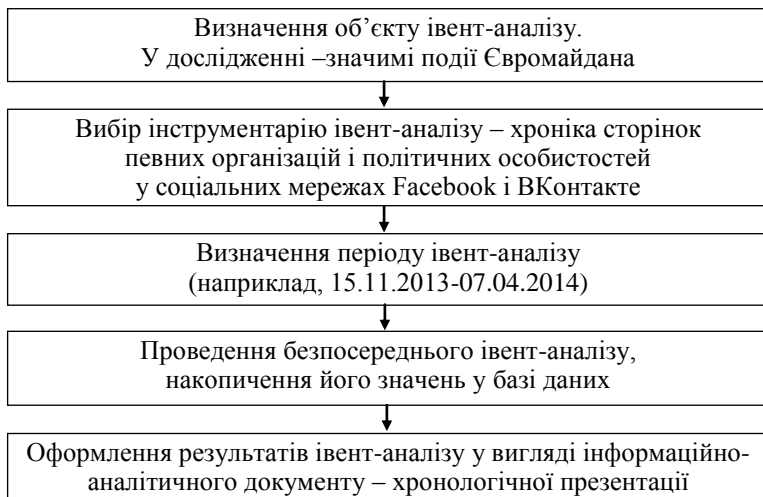 Визначення об’єкту івент-аналізу.
У дослідженні –значимі події Євромайдана
Вибір інструментарію івент-аналізу – хроніка сторінок
певних організацій і політичних особистостей
у соціальних мережах Facebook і ВКонтакте
Визначення періоду івент-аналізу
(наприклад, 15.11.2013-07.04.2014)
Проведення безпосереднього івент-аналізу,
накопичення його значень у базі даних
Оформлення результатів івент-аналізу у вигляді інформаційно-
аналітичного документу – хронологічної презентації